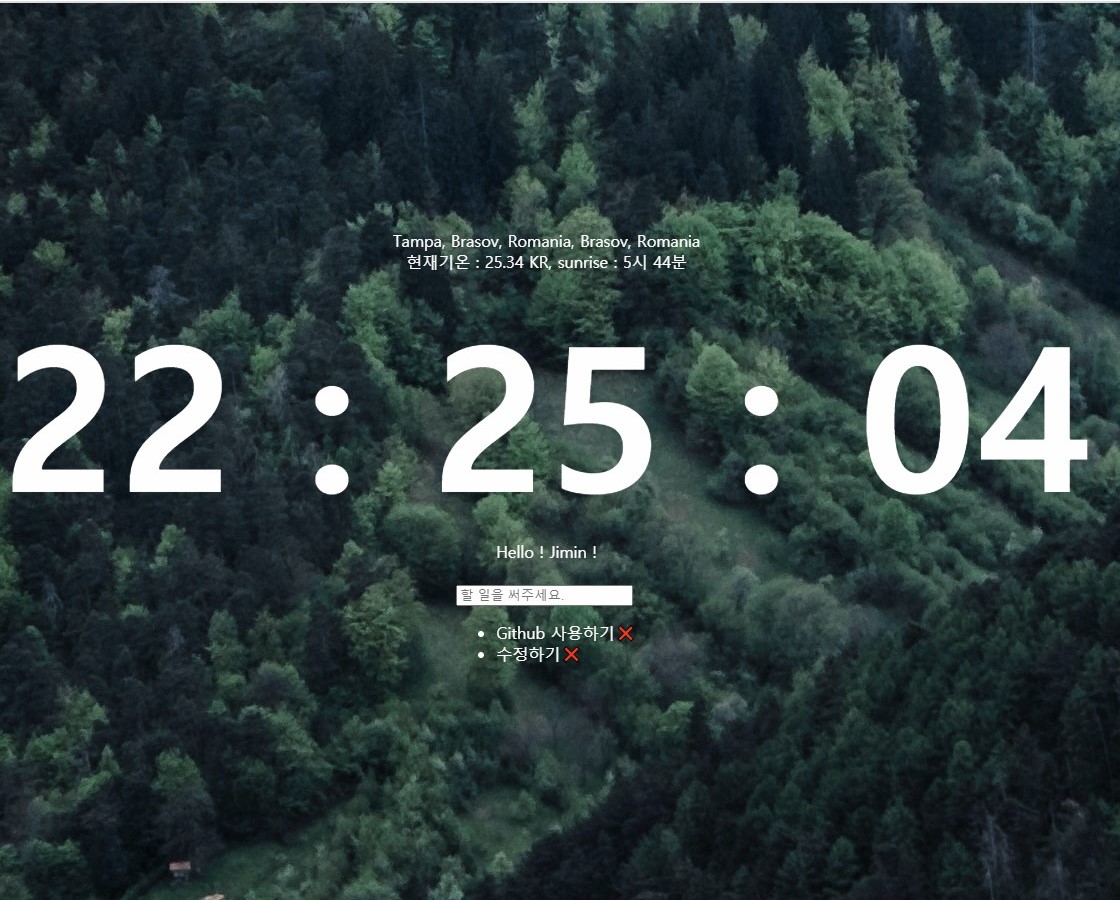 Tampa, Brasov, Romania, Brasov, Romania
현재기온 : 25.34 KR, sunrise : 5시 44분
22 : 25 : 04
Hello ! Jimin !
할 일을 써주세요.
Github 사용하기❌
수정하기❌